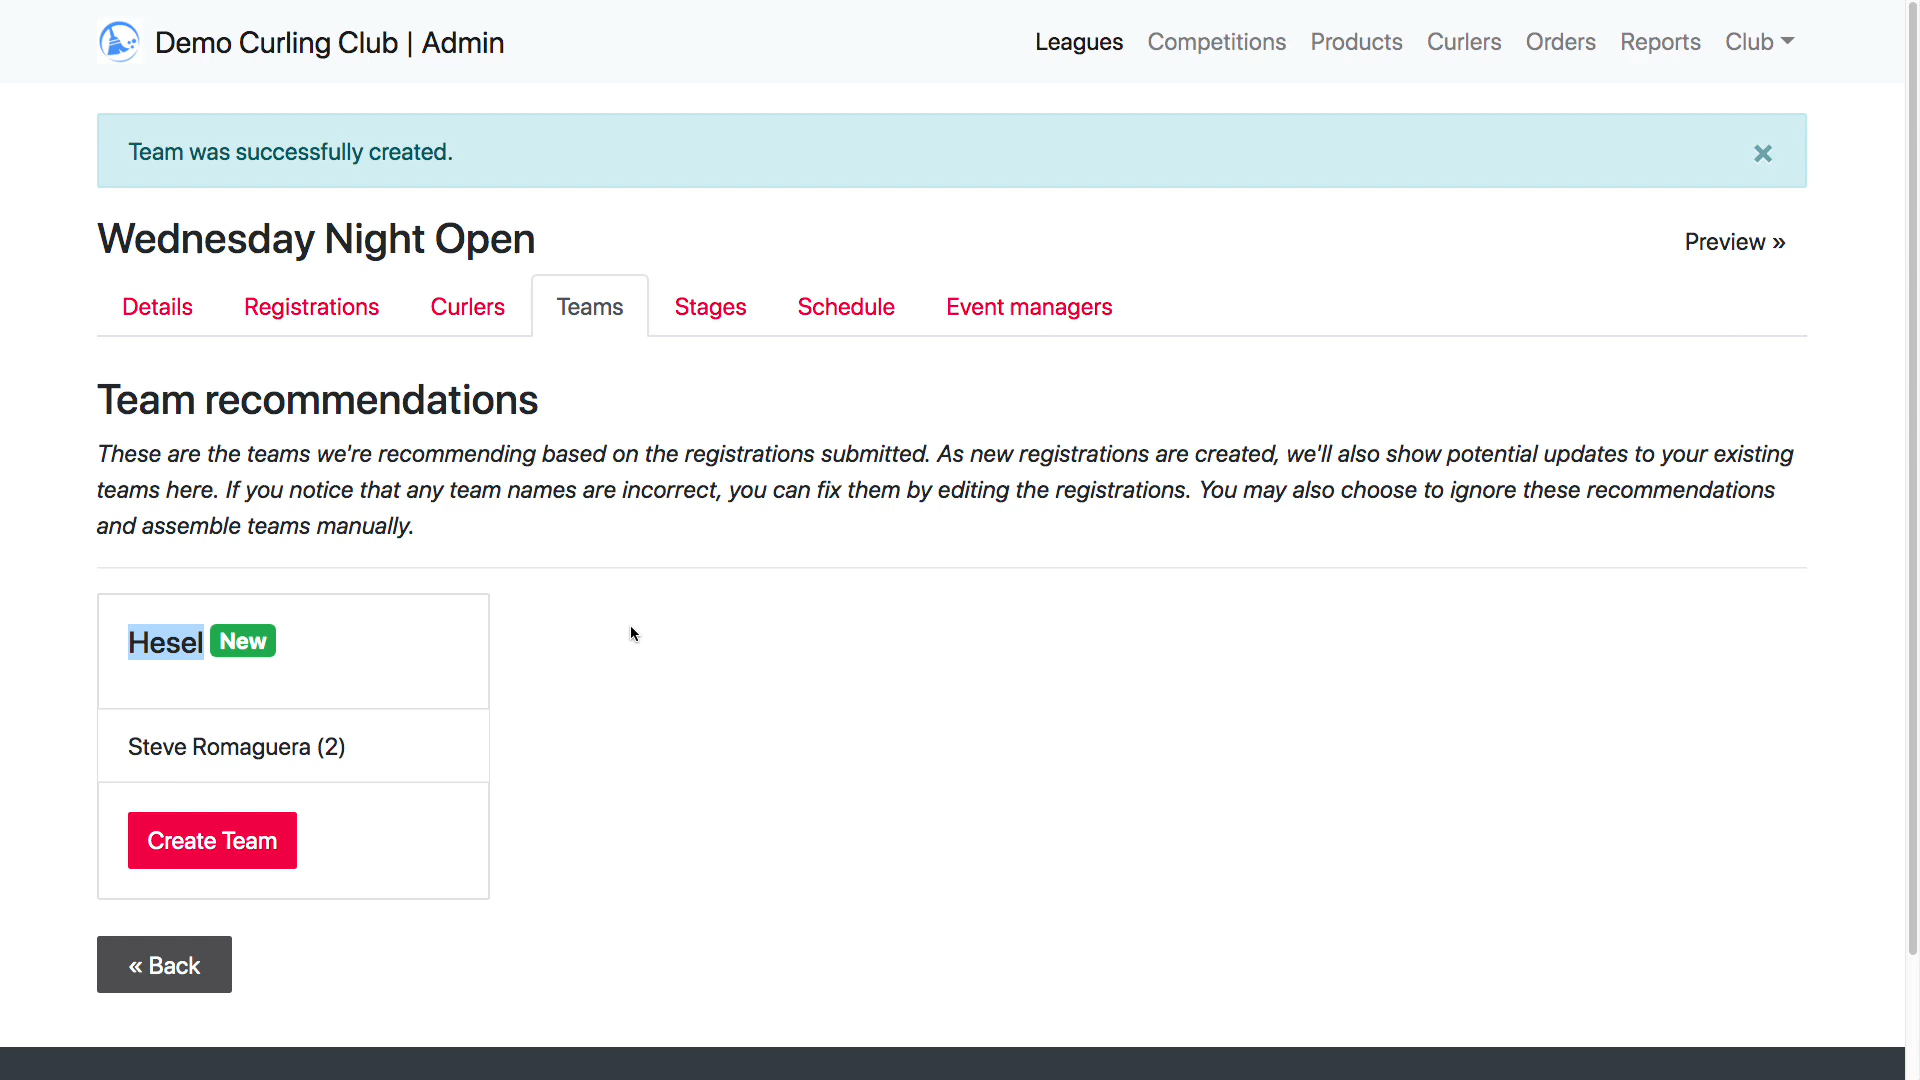 Demo Curling Club | Admin
Leagues Competitions Products Curlers Orders Reports Club
Team was successfully created.
×
Wednesday Night Open
Preview »
Details Registrations Curlers Teams Stages Schedule Event managers
Team recommendations
These are the teams we're recommending based on the registrations submitted. As new registrations are created, we'll also show potential updates to your existing
teams here. If you notice that any team names are incorrect, you can fix them by editing the registrations. You may also choose to ignore these recommendations
and assemble teams manually.
Hesel New
Steve Romaguera (2)
Create Team
« Back